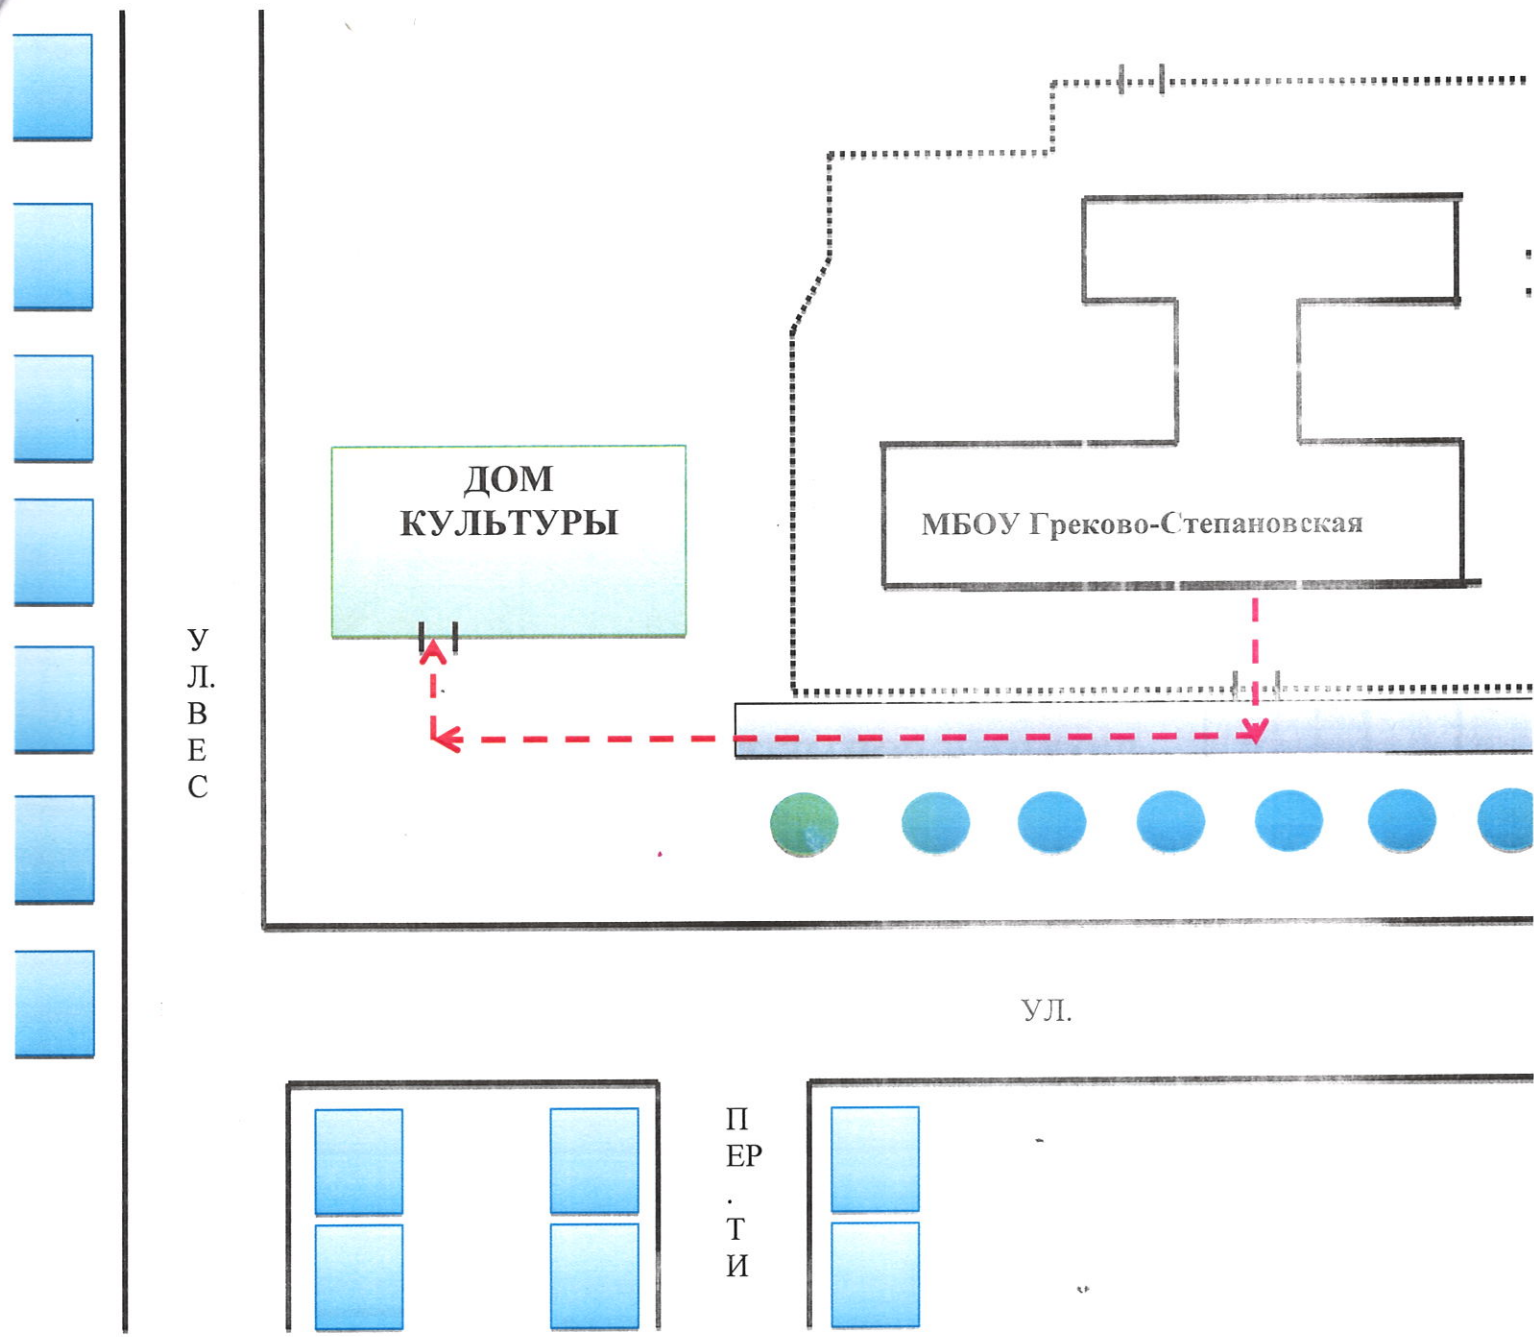 ДОМ
КУЛЬТУРЫ
МБОУ Греково-Степановская
У
Л.
В
Е
С
УЛ.
П
ЕР
.
Т
И